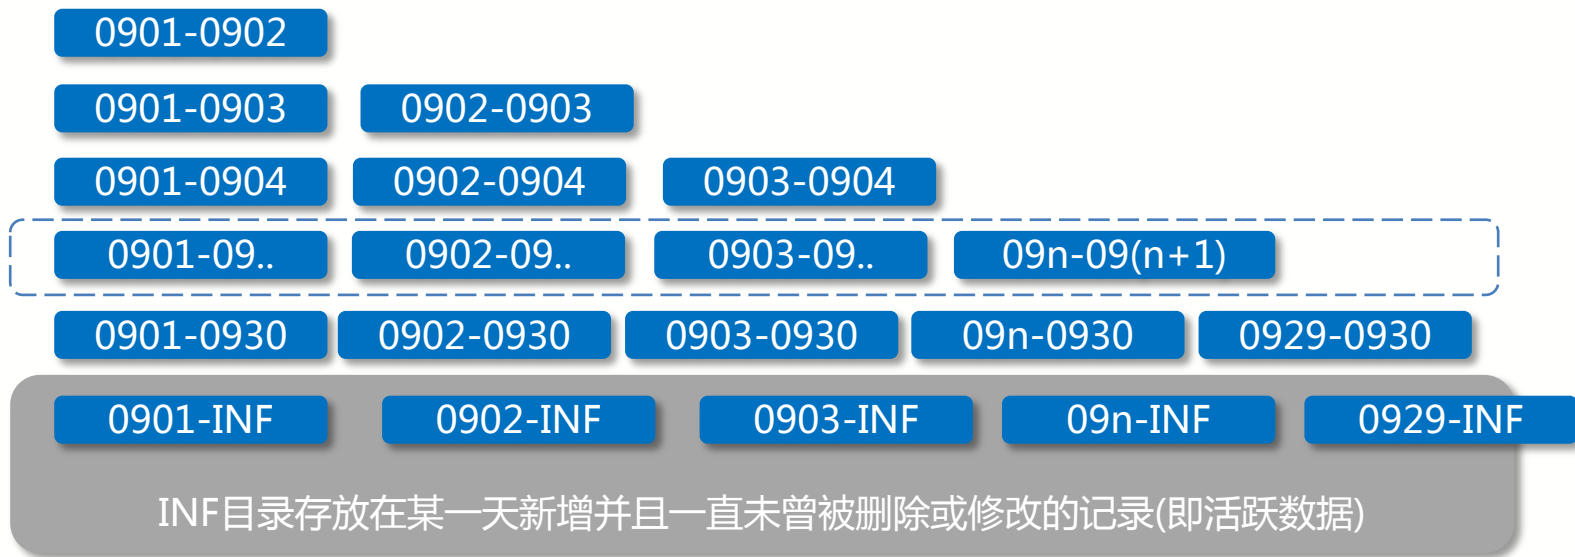 0901-0902
0901-0903 0902-0903
0901-0904 0902-0904 0903-0904
0901-09.. 0902-09.. 0903-09.. 09n-09(n+1)
0901-0930 0902-0930 0903-0930 09n-0930 0929-0930
0901-INF 0902-INF 0903-INF 09n-INF 0929-INF
INF目录存放在某一天新增并且一直未曾被删除或修改的记录(即活跃数据)